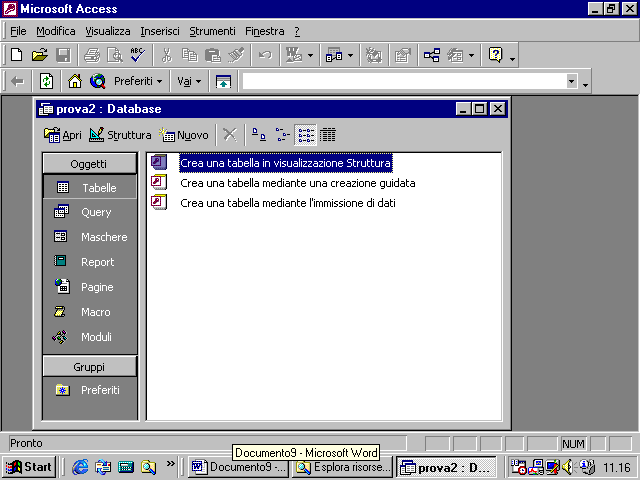 Microsoft Access
File Modifica Visualizza Inserisci Strumenti Finestra ?
Preferiti Vai
prova2 : Database
Apri Struttura Nuovo
Oggetti
Tabelle
Query
Maschere
Report
Pagine
Macro
Moduli
Gruppi
Preferiti
Crea una tabella in visualizzazione Struttura
Crea una tabella mediante una creazione guidata
Crea una tabella mediante l'immissione di dati
Pronto
NUM
Documento9 - Microsoft Word
Start
Documento9 -...
Esplora risorse...
prova2 : D...
11.16